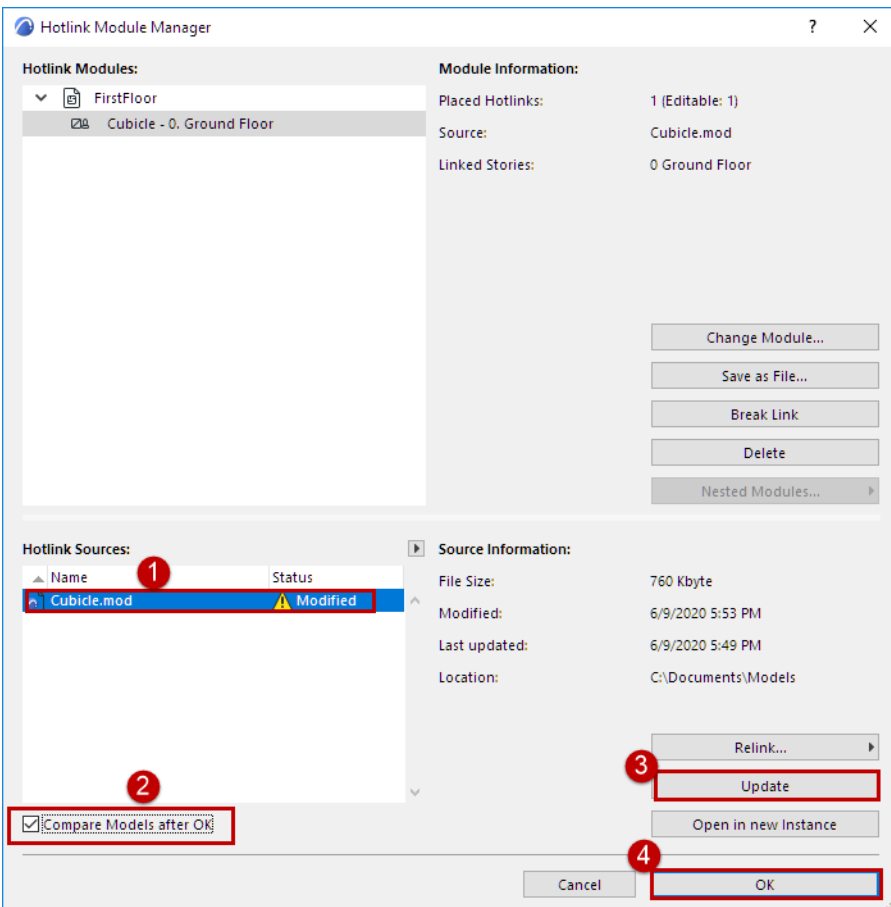 Hotlink Module Manager ? ×
Hotlink Modules:
FirstFloor
Cubicle - 0. Ground Floor
Module Information:
Placed Hotlinks: 1 (Editable: 1)
Source: Cubicle.mod
Linked Stories: 0 Ground Floor
Change Module...
Save as File...
Break Link
Delete
Nested Modules...
Hotlink Sources:
1
Name Status
Cubicle.mod Modified
2
Compare Models after OK
Source Information:
File Size: 760 Kbyte
Modified: 6/9/2020 5:53 PM
Last updated: 6/9/2020 5:49 PM
Location: C:\Documents\Models
Relink...
3
Update
Open in new Instance
4
Cancel OK